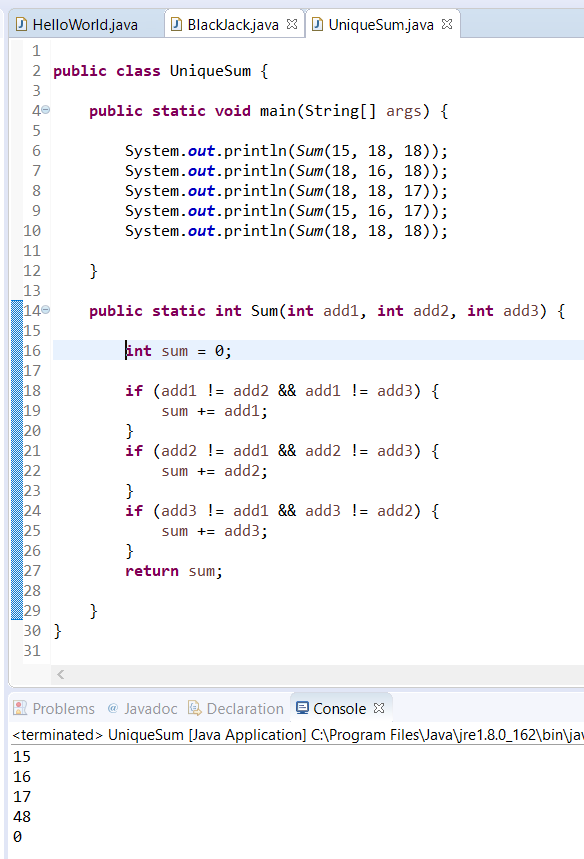 HelloWorld.java BlackJack.java UniqueSum.java
1
2 public class UniqueSum {
3
4 public static void main(String[] args) {
5
6 System.out.println(Sum(15, 18, 18));
7 System.out.println(Sum(18, 16, 18));
8 System.out.println(Sum(18, 18, 17));
9 System.out.println(Sum(15, 16, 17));
10 System.out.println(Sum(18, 18, 18));
11
12 }
13
14 public static int Sum(int add1, int add2, int add3) {
15
16 int sum = 0;
17
18 if (add1 != add2 && add1 != add3) {
19 sum += add1;
20 }
21 if (add2 != add1 && add2 != add3) {
22 sum += add2;
23 }
24 if (add3 != add1 && add3 != add2) {
25 sum += add3;
26 }
27 return sum;
28
29 }
30 }
31
Problems @ Javadoc Declaration Console
<terminated> UniqueSum [Java Application] C:\Program Files\Java\jre1.8.0_162\bin\jav
15
16
17
48
0